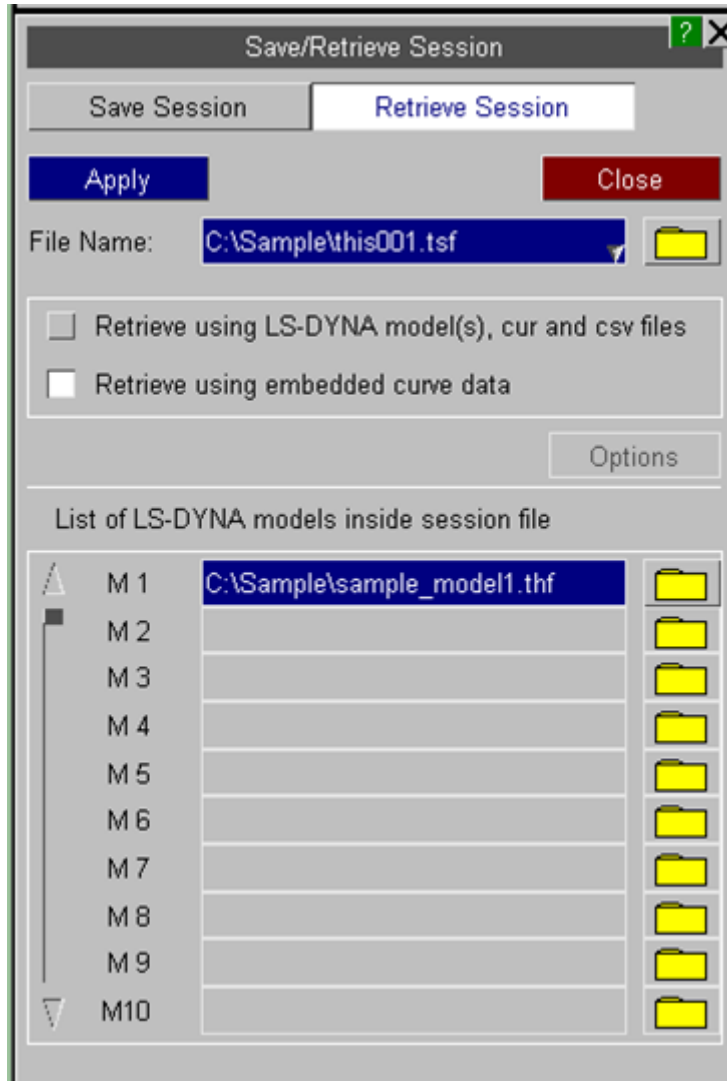 Save/Retrieve Session
? X
Save Session Retrieve Session
Apply Close
File Name: C:\Sample\this001.tsf
Retrieve using LS-DYNA model(s), cur and csv files
Retrieve using embedded curve data
Options
List of LS-DYNA models inside session file
M 1 C:\Sample\sample_model1.thf
M 2
M 3
M 4
M 5
M 6
M 7
M 8
M 9
M10